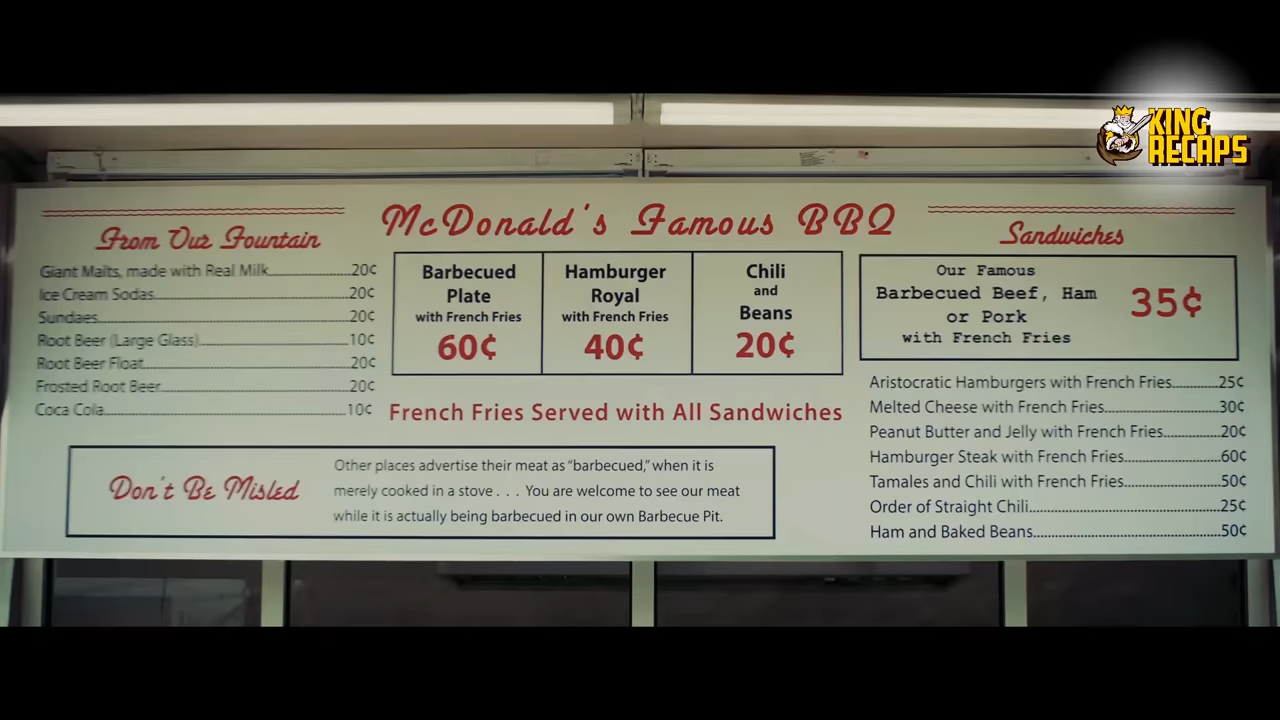 KING
RECAPS
McDonald's Famous BBQ
From Our Fountain
Giant Malts, made with Real Milk 20¢
Ice Cream Sodas 20¢
Sundaes 20¢
Root Beer (Large Glass) 10¢
Root Beer Float 20¢
Frosted Root Beer 20¢
Coca Cola 10¢
Barbecued
Plate
with French Fries
60¢
Hamburger
Royal
with French Fries
40¢
Chili
and
Beans
20¢
French Fries Served with All Sandwiches
Don't Be Misled
Other places advertise their meat as “barbecued,” when it is
merely cooked in a stove . . . You are welcome to see our meat
while it is actually being barbecued in our own Barbecue Pit.
Sandwiches
Our Famous
Barbecued Beef, Ham
or Pork
with French Fries
35¢
Aristocratic Hamburgers with French Fries 25¢
Melted Cheese with French Fries 30¢
Peanut Butter and Jelly with French Fries 20¢
Hamburger Steak with French Fries 60¢
Tamales and Chili with French Fries 50¢
Order of Straight Chili 25¢
Ham and Baked Beans 50¢